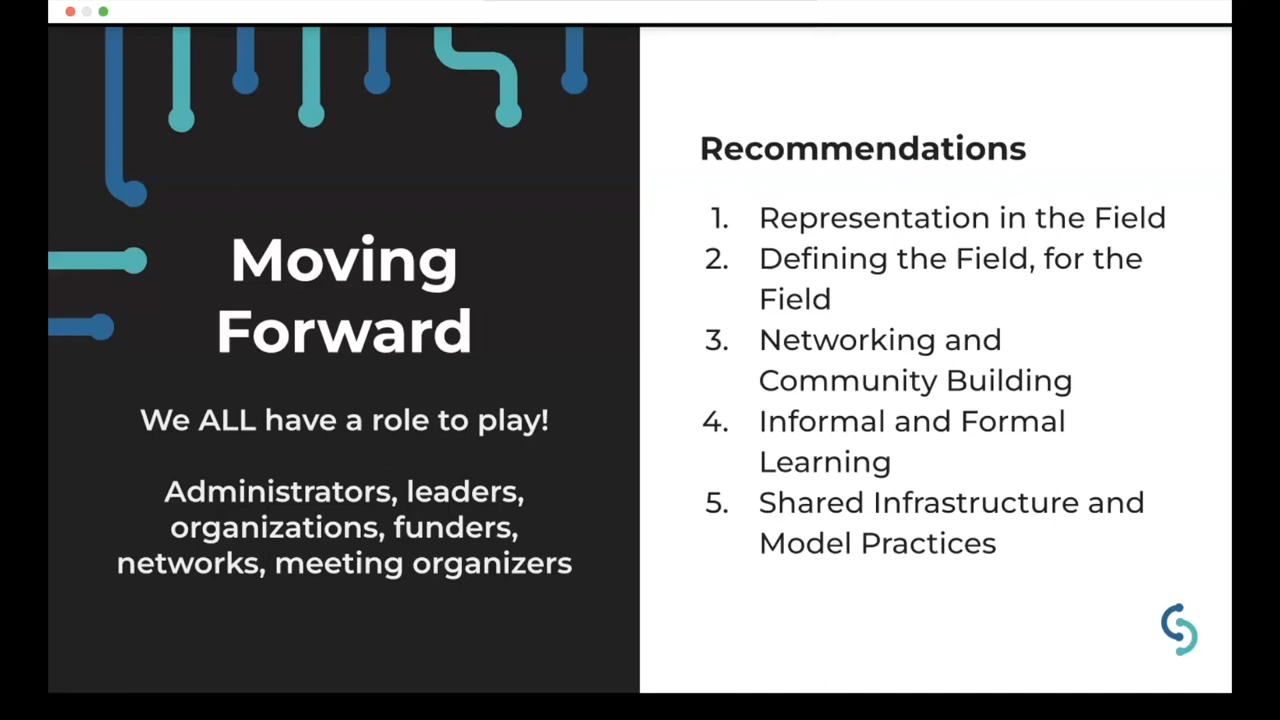 Moving
Forward
We ALL have a role to play!
Administrators, leaders,
organizations, funders,
networks, meeting organizers
Recommendations
1. Representation in the Field
2. Defining the Field, for the
Field
3. Networking and
Community Building
4. Informal and Formal
Learning
5. Shared Infrastructure and
Model Practices